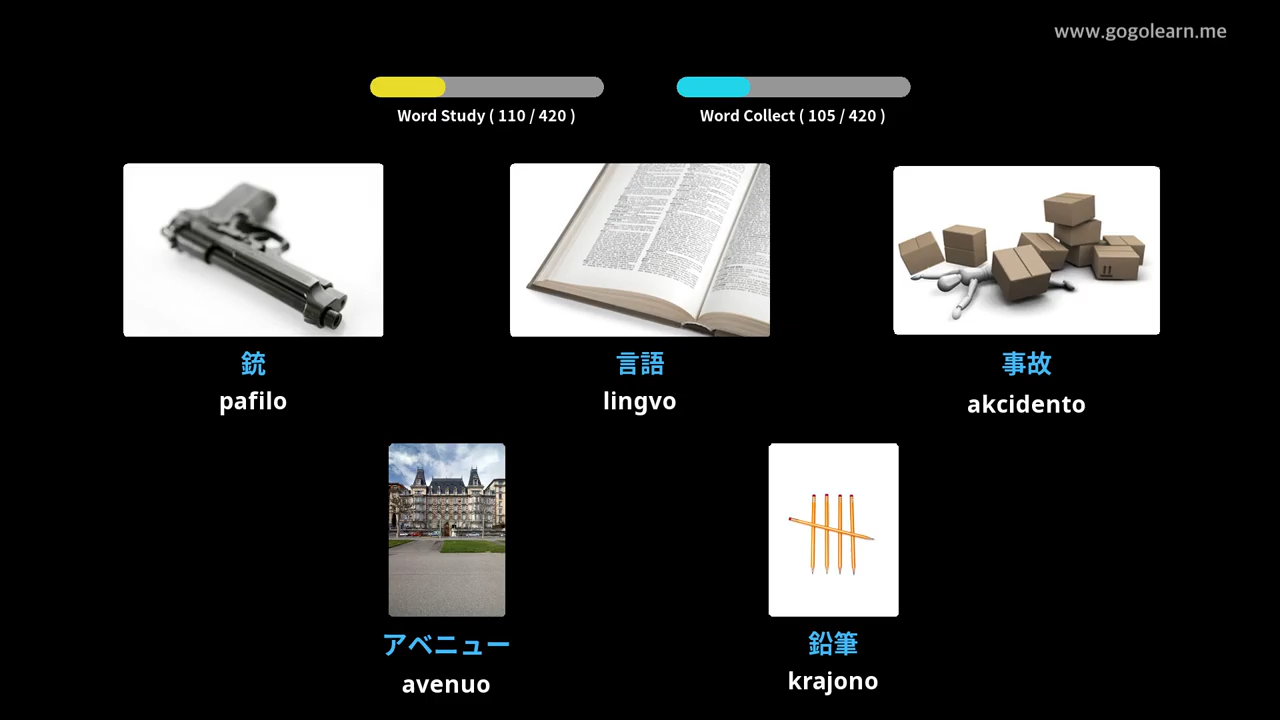 www.gogolearn.me
Word Study ( 110 / 420 )
Word Collect ( 105 / 420 )
銃
pafilo
言語
lingvo
事故
akcidento
アベニュー
avenuo
鉛筆
krajono